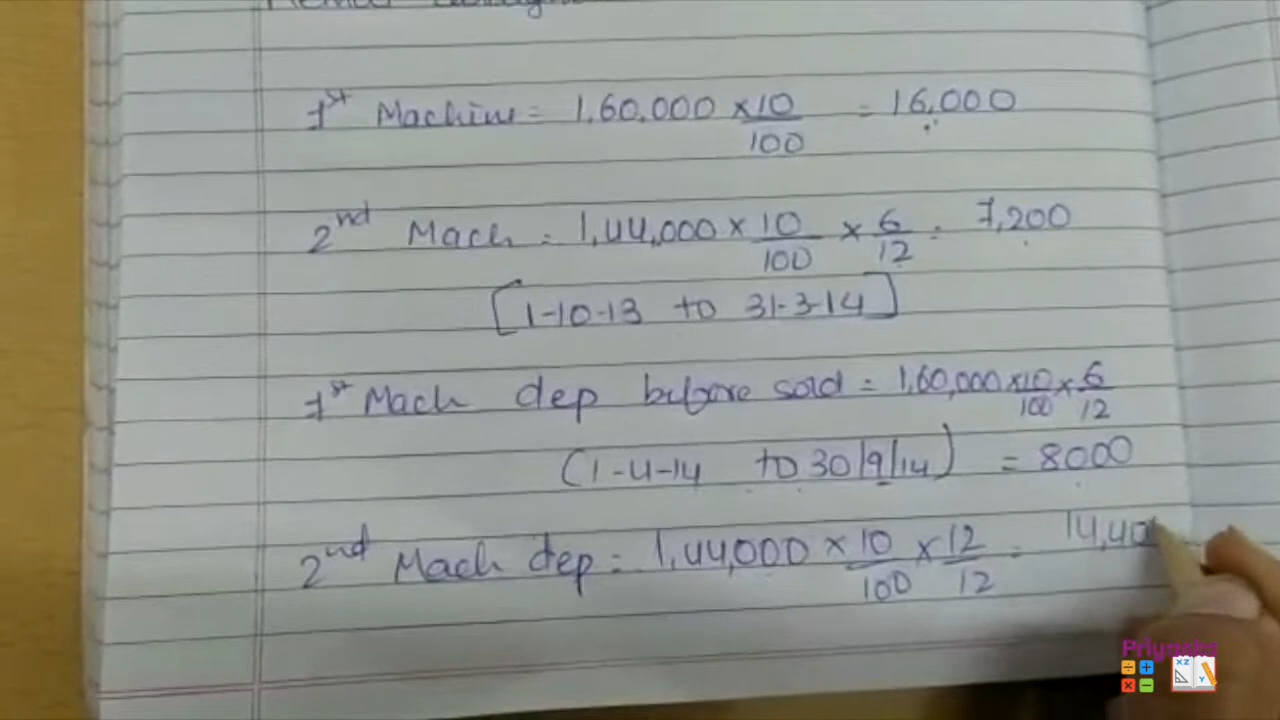 1st Machine = 1,60,000 × 10/100 = 16,000
2nd Mach = 1,44,000 × 10/100 × 6/12 = 7,200
[1-10-13 to 31-3-14]
1st Mach dep before sold = 1,60,000 × 10/100 × 6/12
(1-4-14 to 30/9/14) = 8000
2nd Mach dep = 1,44,000 × 10/100 × 12/12 = 14,40
Priyanka